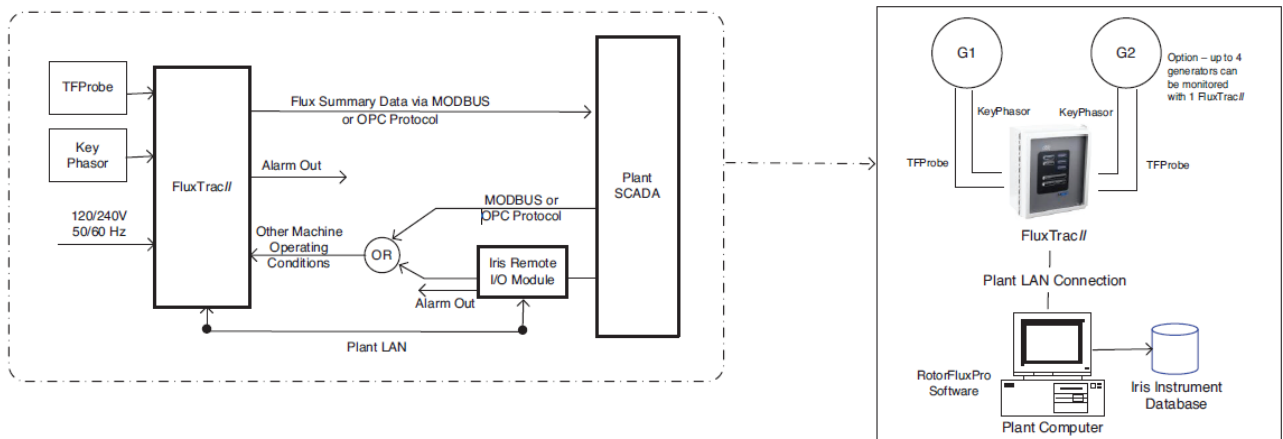 TFProbe
Key
Phasor
120/240V
50/60 Hz
FluxTracII
Flux Summary Data via MODBUS
or OPC Protocol
Alarm Out
Other Machine
Operating
Conditions
OR
MODBUS or
OPC Protocol
Iris Remote
I/O Module
Alarm Out
Plant LAN
Plant
SCADA
G1
G2
Option – up to 4
generators can
be monitored
with 1 FluxTracII
KeyPhasor
KeyPhasor
TFProbe
TFProbe
FluxTracII
Plant LAN Connection
RotorFluxPro
Software
Plant Computer
Iris Instrument
Database